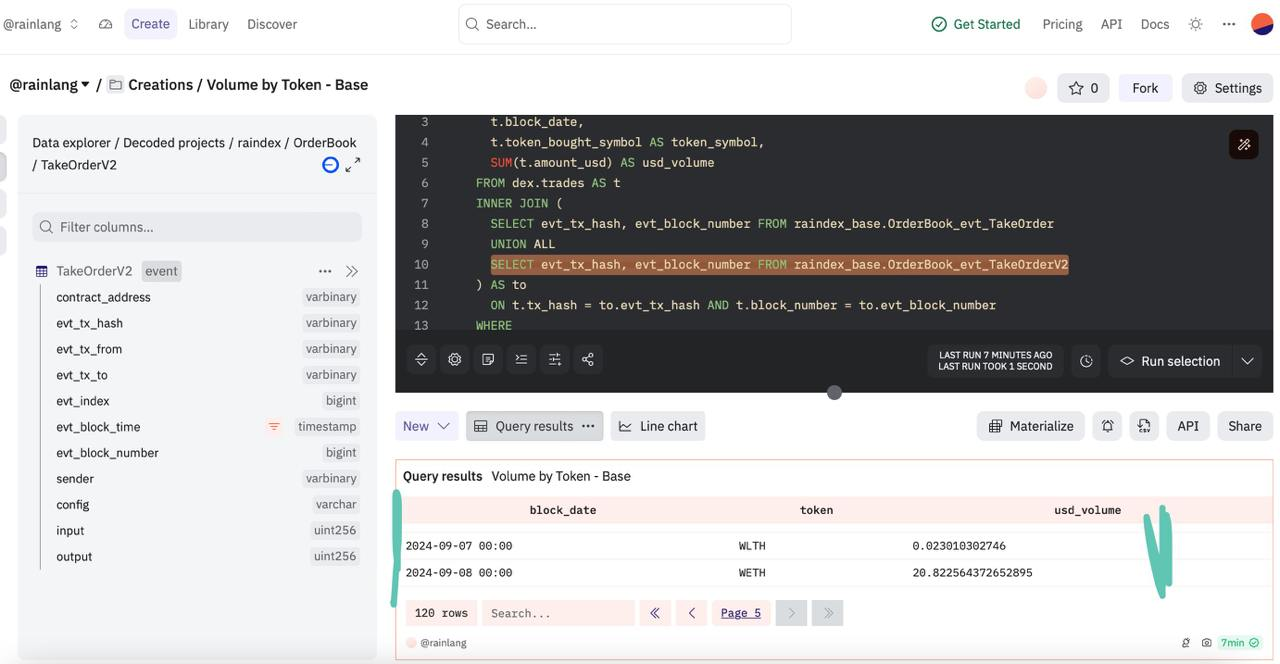 @rainlang Create Library Discover Search... Get Started Pricing API Docs
@rainlang / Creations / Volume by Token - Base 0 Fork Settings
Data explorer / Decoded projects / raindex / OrderBook
/ TakeOrderV2
Filter columns...
TakeOrderV2 event
contract_address varbinary
evt_tx_hash varbinary
evt_tx_from varbinary
evt_tx_to varbinary
evt_index bigint
evt_block_time timestamp
evt_block_number bigint
sender varbinary
config varchar
input uint256
output uint256
3 t.block_date,
4 t.token_bought_symbol AS token_symbol,
5 SUM(t.amount_usd) AS usd_volume
6 FROM dex.trades AS t
7 INNER JOIN (
8 SELECT evt_tx_hash, evt_block_number FROM raindex_base.OrderBook_evt_TakeOrder
9 UNION ALL
10 SELECT evt_tx_hash, evt_block_number FROM raindex_base.OrderBook_evt_TakeOrderV2
11 ) AS to
12 ON t.tx_hash = to.evt_tx_hash AND t.block_number = to.evt_block_number
13 WHERE
LAST RUN 7 MINUTES AGO
LAST RUN TOOK 1 SECOND
Run selection
New Query results Line chart Materialize CSV API Share
Query results Volume by Token - Base
block_date token usd_volume
2024-09-07 00:00 WLTH 0.023010302746
2024-09-08 00:00 WETH 20.822564372652895
120 rows Search... Page 5
@rainlang 7min